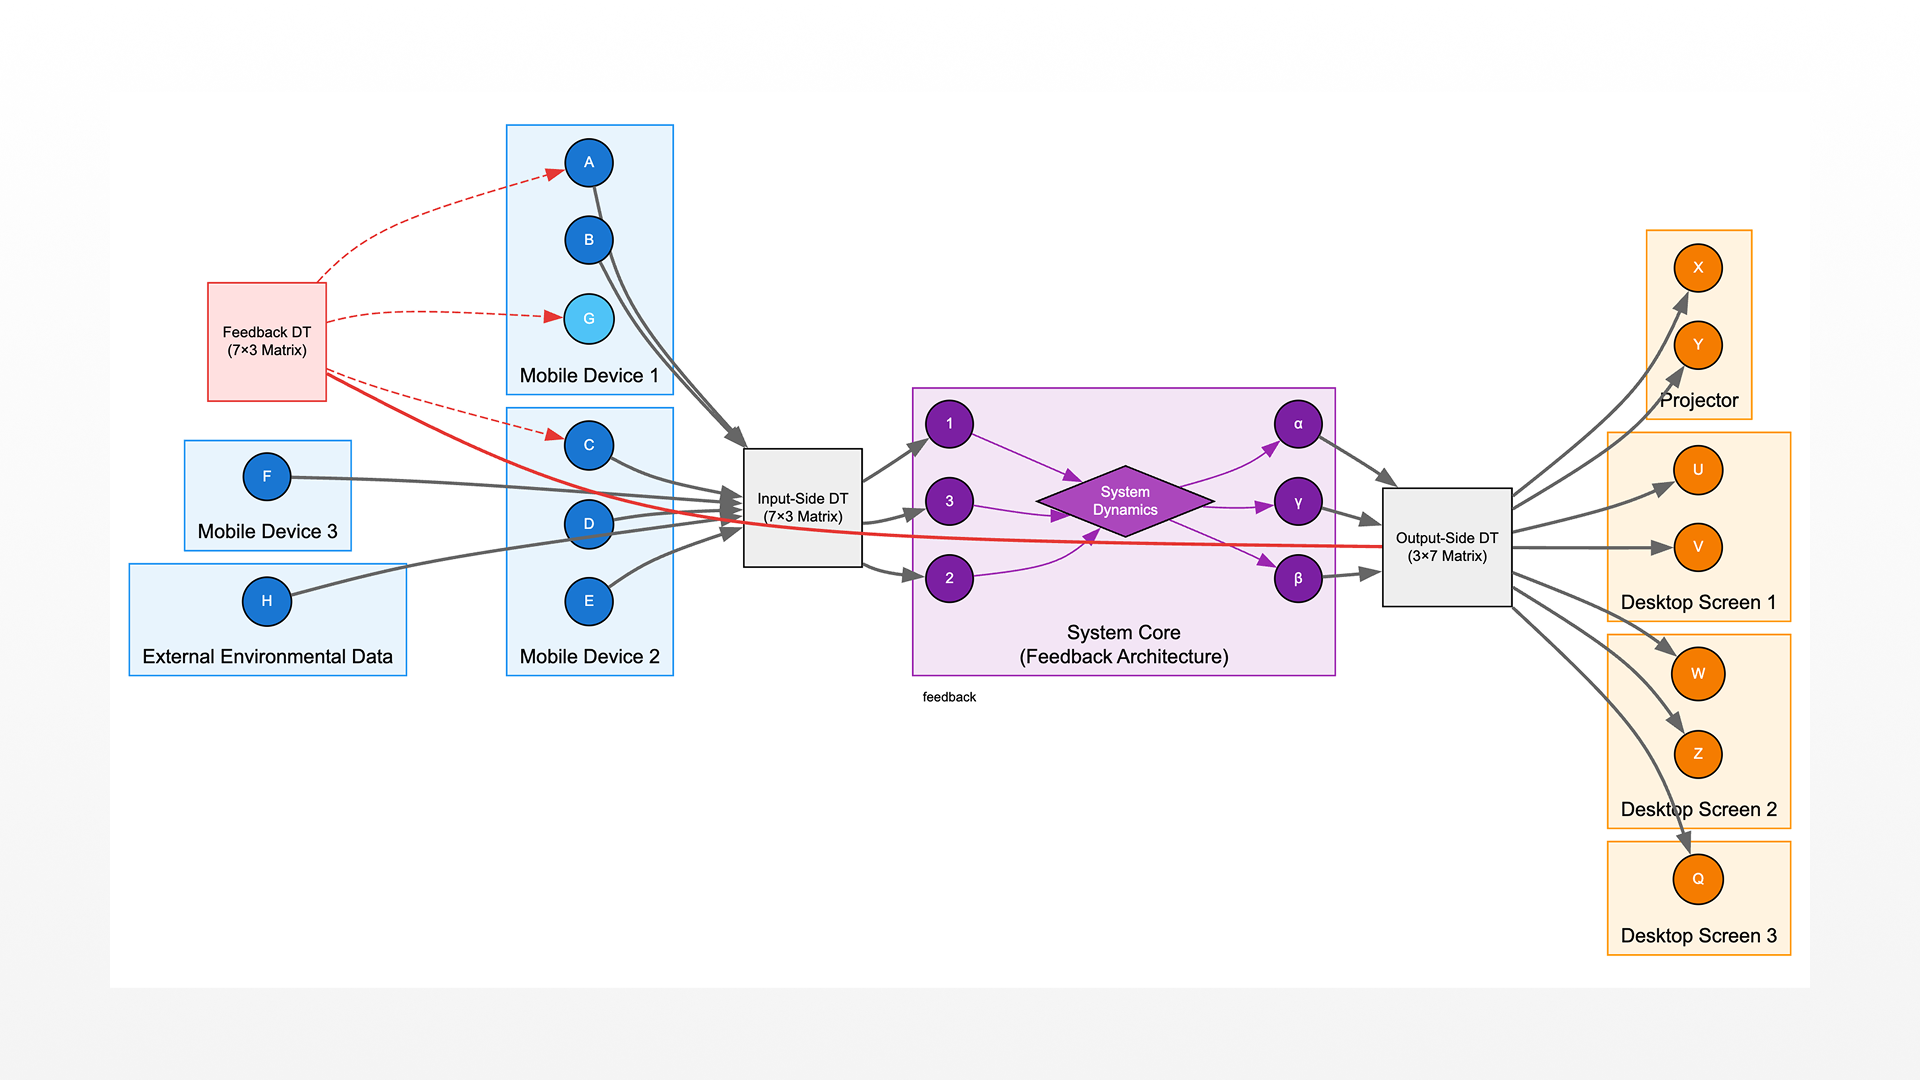 A
B
G
Mobile Device 1
Feedback DT
(7×3 Matrix)
C
D
E
Mobile Device 2
F
Mobile Device 3
H
External Environmental Data
Input-Side DT
(7×3 Matrix)
1
3
2
System
Dynamics
α
γ
β
System Core
(Feedback Architecture)
feedback
Output-Side DT
(3×7 Matrix)
X
Y
Projector
U
V
Desktop Screen 1
W
Z
Desktop Screen 2
Q
Desktop Screen 3